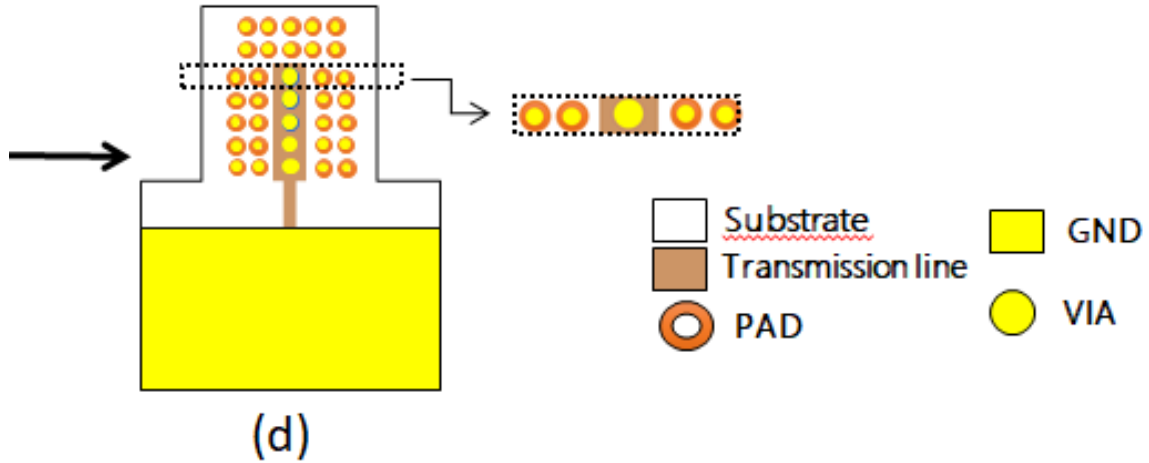 Substrate
Transmission line
PAD
GND
VIA
(d)